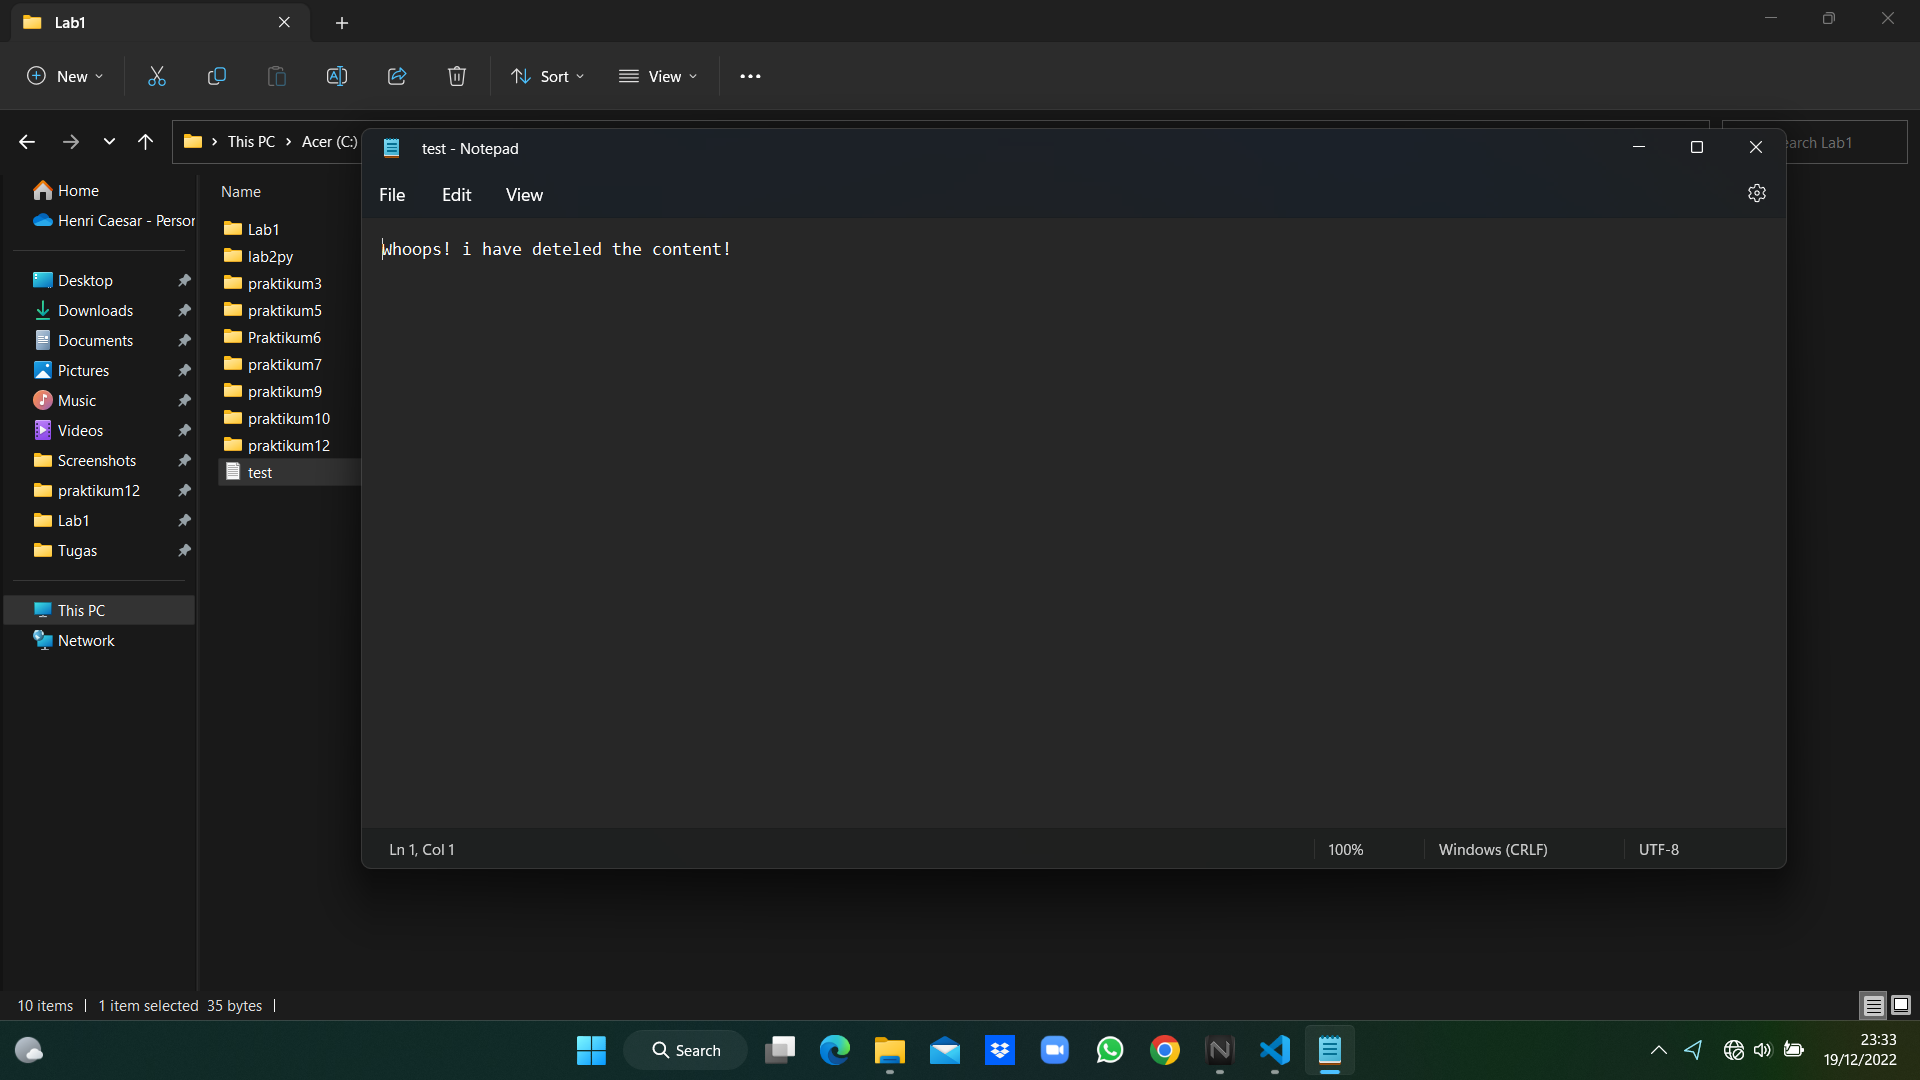 Lab1
New
Sort
View
This PC
Acer (C:)
arch Lab1
test - Notepad
File
Edit
View
Whoops! i have deteled the content!
Home
Henri Caesar - Person
Desktop
Downloads
Documents
Pictures
Music
Videos
Screenshots
praktikum12
Lab1
Tugas
This PC
Network
Name
Lab1
lab2py
praktikum3
praktikum5
Praktikum6
praktikum7
praktikum9
praktikum10
praktikum12
test
Ln 1, Col 1
100%
Windows (CRLF)
UTF-8
10 items
1 item selected 35 bytes
Search
23:33
19/12/2022